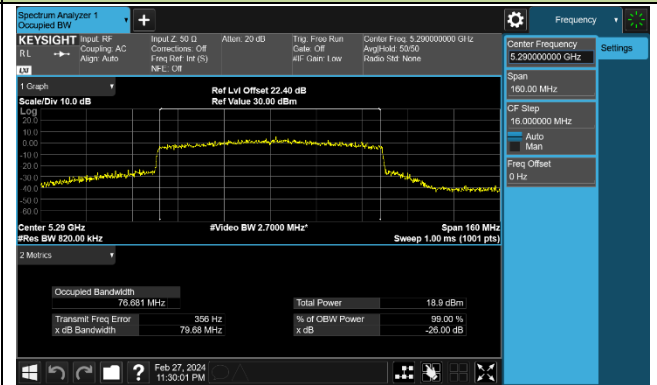 Spectrum Analyzer 1
Occupied BW
+
Frequency
KEYSIGHT
RL
LXI
Input: RF
Coupling: AC
Align: Auto
Input Z: 50 Ω
Corrections: Off
Freq Ref: Int (S)
NFE: Off
Atten: 20 dB
Trig: Free Run
Gate: Off
#IF Gain: Low
Center Freq: 5.290000000 GHz
Avg|Hold: 50/50
Radio Std: None
Center Frequency
5.290000000 GHz
Settings
Span
160.00 MHz
CF Step
16.000000 MHz
Auto
Man
Freq Offset
0 Hz
1 Graph
Scale/Div 10.0 dB
Ref Lvl Offset 22.40 dB
Ref Value 30.00 dBm
Log
20.0
10.0
0.00
-10.0
-20.0
-30.0
-40.0
-50.0
-60.0
Center 5.29 GHz
#Res BW 820.00 kHz
#Video BW 2.7000 MHz*
Span 160 MHz
Sweep 1.00 ms (1001 pts)
2 Metrics
Occupied Bandwidth
76.681 MHz
Total Power 18.9 dBm
Transmit Freq Error 356 Hz
% of OBW Power 99.00 %
x dB Bandwidth 79.68 MHz
x dB -26.00 dB
?
Feb 27, 2024
11:30:01 PM